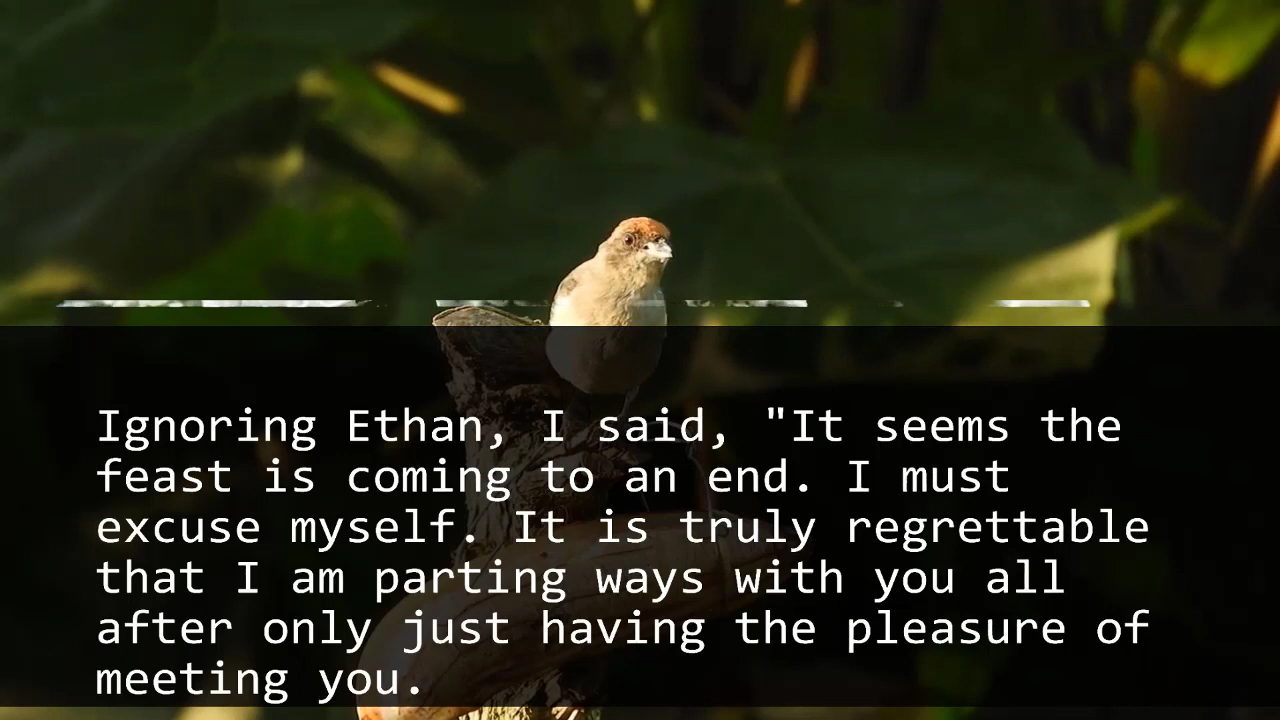 Ignoring Ethan, I said, "It seems the
feast is coming to an end. I must
excuse myself. It is truly regrettable
that I am parting ways with you all
after only just having the pleasure of
meeting you.